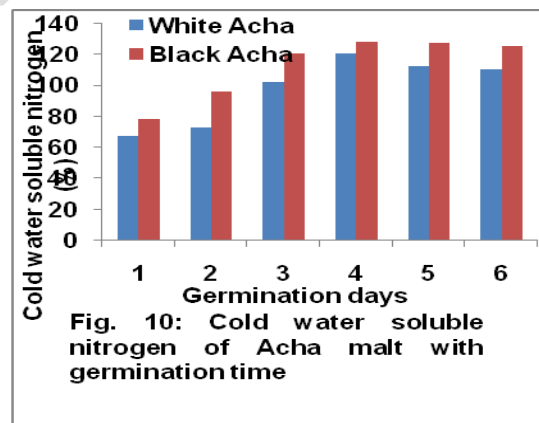 140
120
100
80
60
40
20
0
Cold water soluble nitrogen
(%)
White Acha
Black Acha
1 2 3 4 5 6
Germination days
Fig. 10: Cold water soluble
nitrogen of Acha malt with
germination time